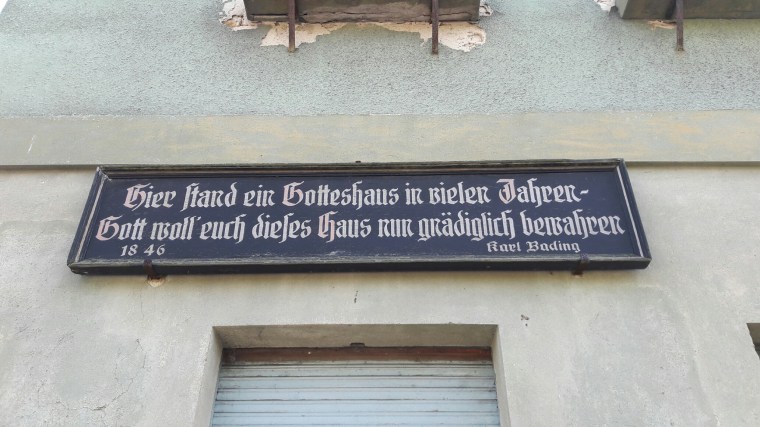 Hier stand ein Gotteshaus in vielen Jahren-
Gott woll' euch dieses Haus nun gnädiglich bewahren
1846 Karl Bading